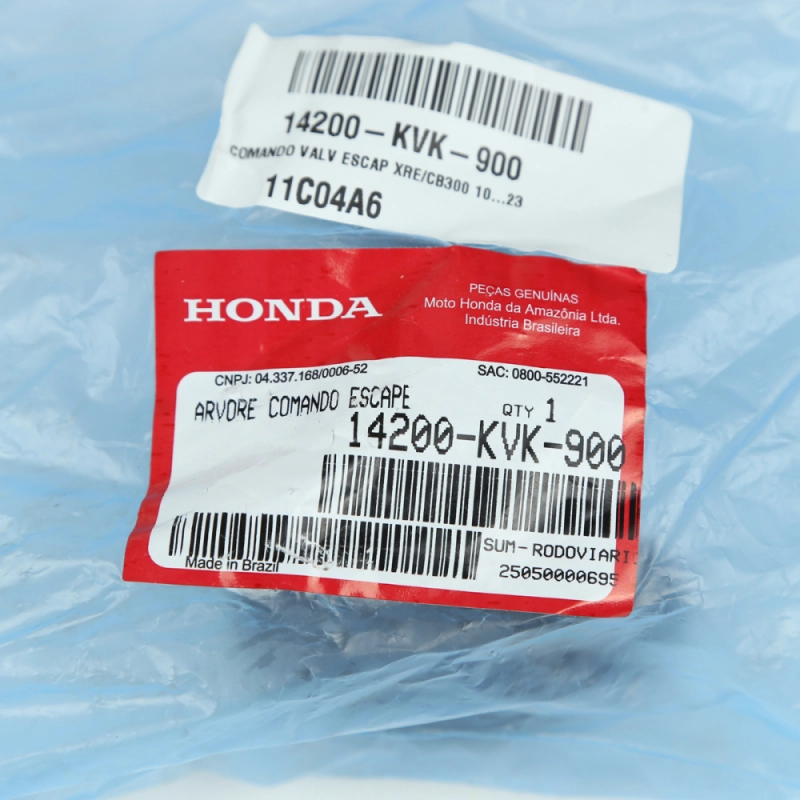 14200-KVK-900
COMANDO VALV ESCAP XRE/CB300 10...23
11C04A6
HONDA
PEÇAS GENUÍNAS
Moto Honda da Amazônia Ltda.
Indústria Brasileira
CNPJ: 04.337.168/0006-52
SAC: 0800-552221
ARVORE COMANDO ESCAPE
QTY 1
14200-KVK-900
SUM-RODOVIARI
Made in Brazil
25050000695